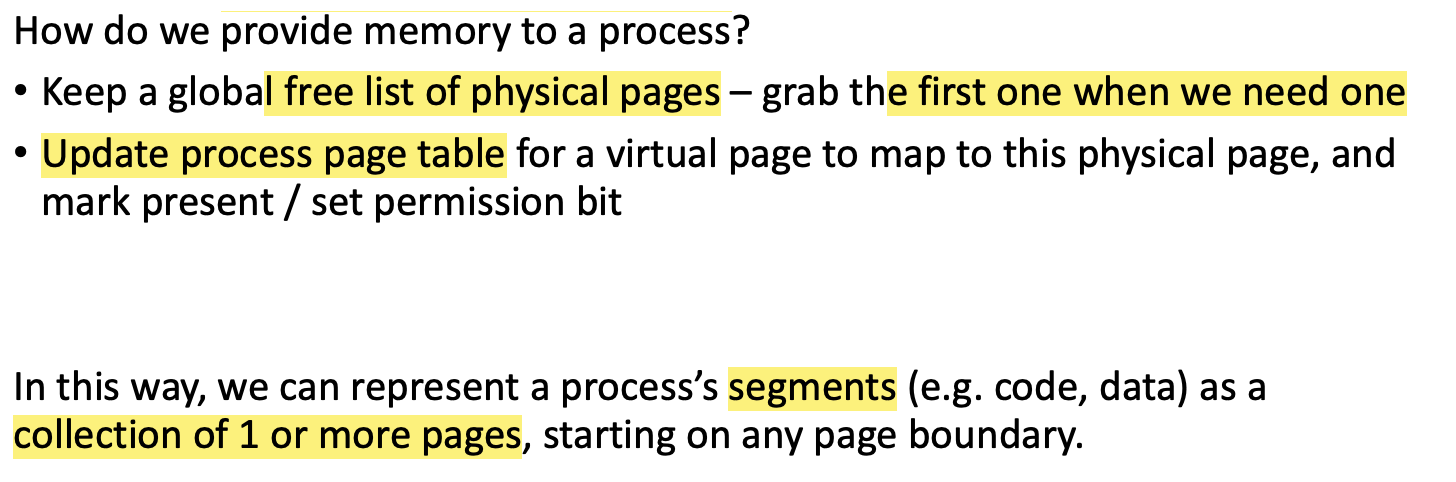 How do we provide memory to a process?
• Keep a global free list of physical pages – grab the first one when we need one
• Update process page table for a virtual page to map to this physical page, and
mark present / set permission bit
In this way, we can represent a process’s segments (e.g. code, data) as a
collection of 1 or more pages, starting on any page boundary.